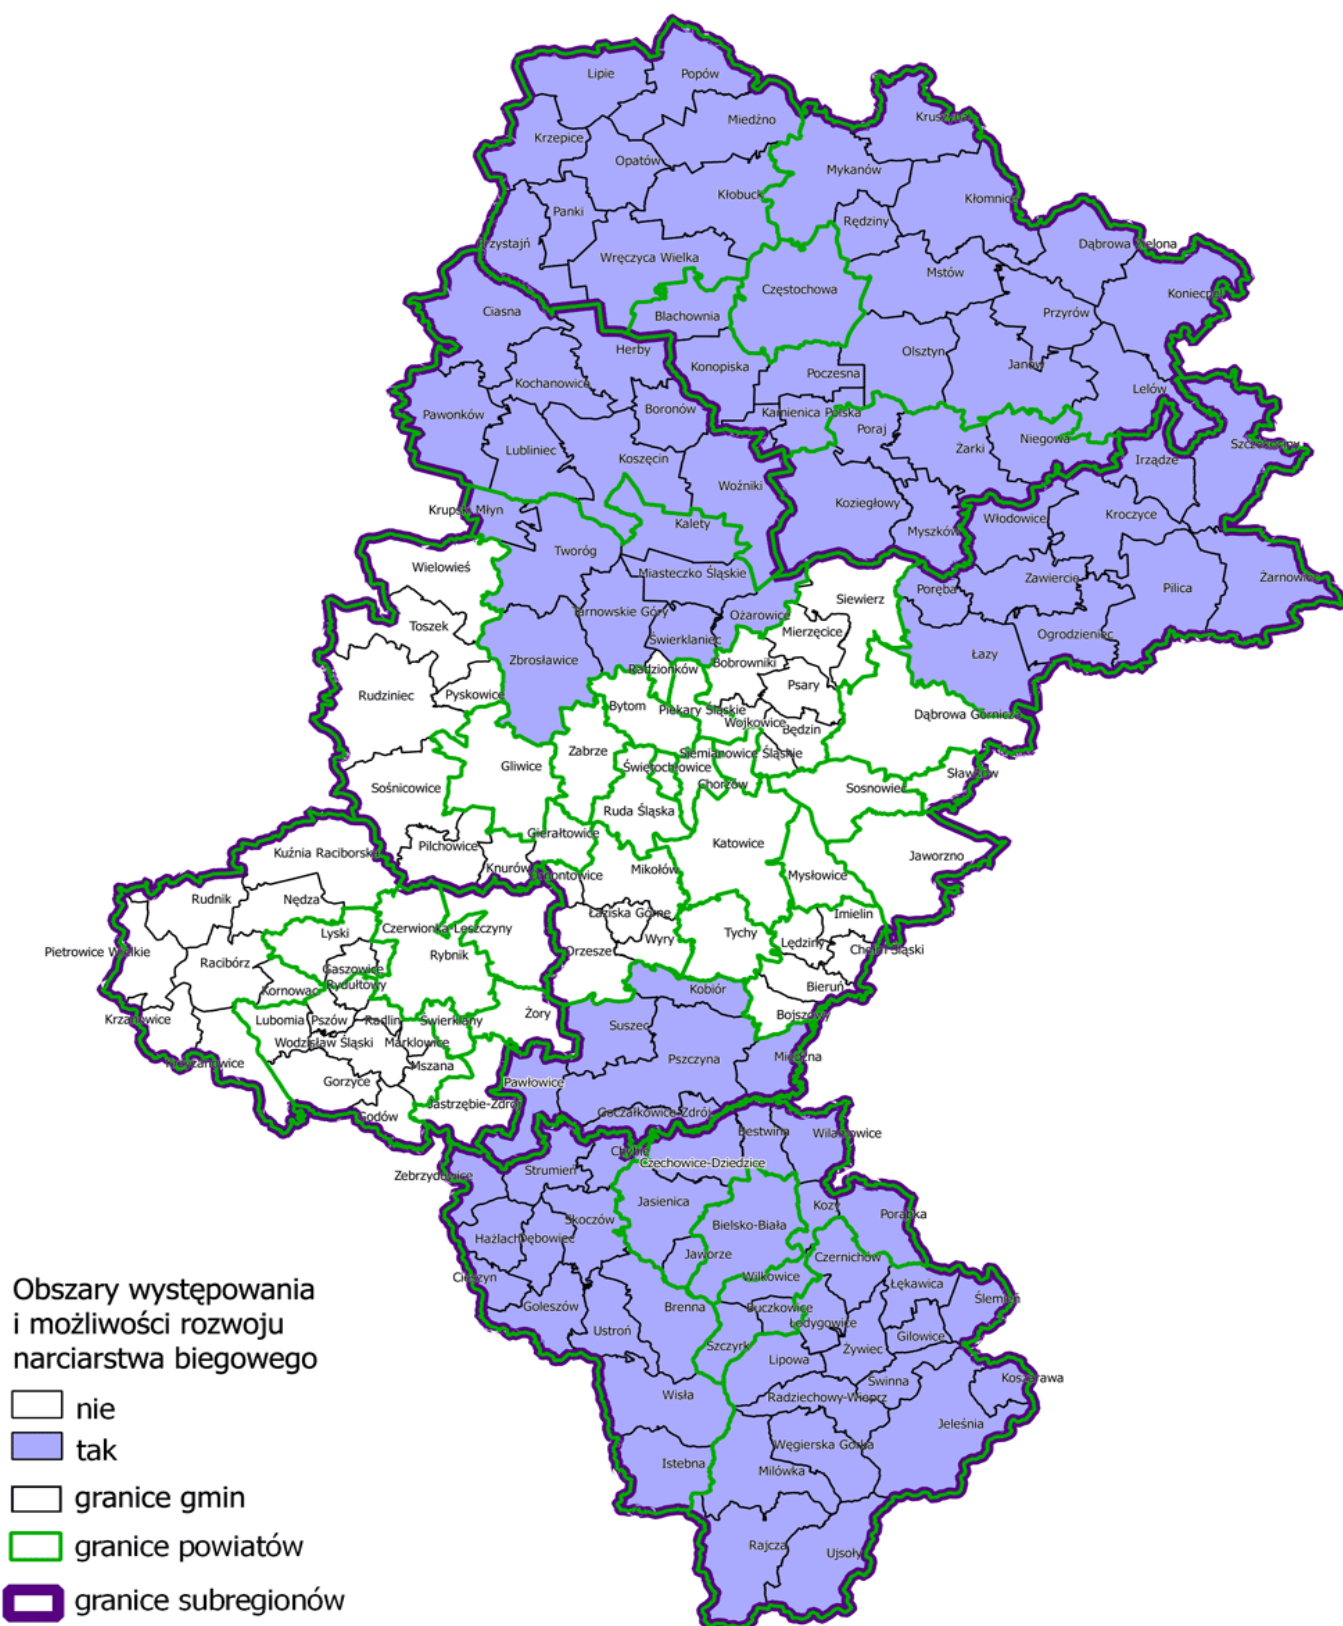 Lipie
Popów
Kruszyna
Miedźno
Krzepice
Opatów
Mykanów
Kłobuck
Kłomnice
Panki
Rędziny
Przystajń
Dąbrowa Zielona
Wręczyca Wielka
Mstów
Częstochowa
Koniecpol
Ciasna
Blachownia
Przyrów
Herby
Olsztyn
Konopiska
Janów
Poczesna
Kochanowice
Lelów
Boronów
Pawonków
Kamienica Polska
Poraj
Niegowa
Szczekociny
Lubliniec
Żarki
Koszęcin
Irządze
Woźniki
Koziegłowy
Krupski Młyn
Kroczyce
Włodowice
Kalety
Myszków
Tworóg
Wielowieś
Miasteczko Śląskie
Zawiercie
Żarnowiec
Poręba
Pilica
Siewierz
Tarnowskie Góry
Ożarowice
Toszek
Mierzęcice
Ogrodzieniec
Świerklaniec
Łazy
Zbrosławice
Bobrowniki
Radzionków
Psary
Rudziniec
Pyskowice
Bytom
Piekary Śląskie
Dąbrowa Górnicza
Wojkowice
Będzin
Zabrze
Siemianowice Śląskie
Gliwice
Świętochłowice
Sławków
Chorzów
Sośnicowice
Sosnowiec
Ruda Śląska
Gierałtowice
Katowice
Pilchowice
Kuźnia Raciborska
Jaworzno
Knurów
Mikołów
Mysłowice
Rudnik
Nędza
Łaziska Górne
Imielin
Lyski
Czerwionka-Leszczyny
Tychy
Wyry
Lędziny
Pietrowice Wielkie
Orzesze
Chełm Śląski
Rybnik
Racibórz
Gaszowice
Rydułtowy
Bieruń
Kornowac
Kobiór
Żory
Bojszowy
Krzanowice
Lubomia
Pszów
Radlin
Świerklany
Suszec
Wodzisław Śląski
Marklowice
Pszczyna
Miedźna
Krzyżanowice
Mszana
Gorzyce
Pawłowice
Jastrzębie-Zdrój
Godów
Goczałkowice-Zdrój
Bestwina
Wilamowice
Chybie
Czechowice-Dziedzice
Zebrzydowice
Strumień
Jasienica
Kozy
Porąbka
Skoczów
Bielsko-Biała
Hażlach
Dębowiec
Jaworze
Czernichów
Cieszyn
Wilkowice
Łękawica
Ślemień
Goleszów
Brenna
Buczkowice
Łodygowice
Ustroń
Gilowice
Szczyrk
Żywiec
Lipowa
Koszarawa
Świnna
Wisła
Radziechowy-Wieprz
Jeleśnia
Węgierska Górka
Istebna
Milówka
Rajcza
Ujsoły
Obszary występowania
i możliwości rozwoju
narciarstwa biegowego
nie
tak
granice gmin
granice powiatów
granice subregionów